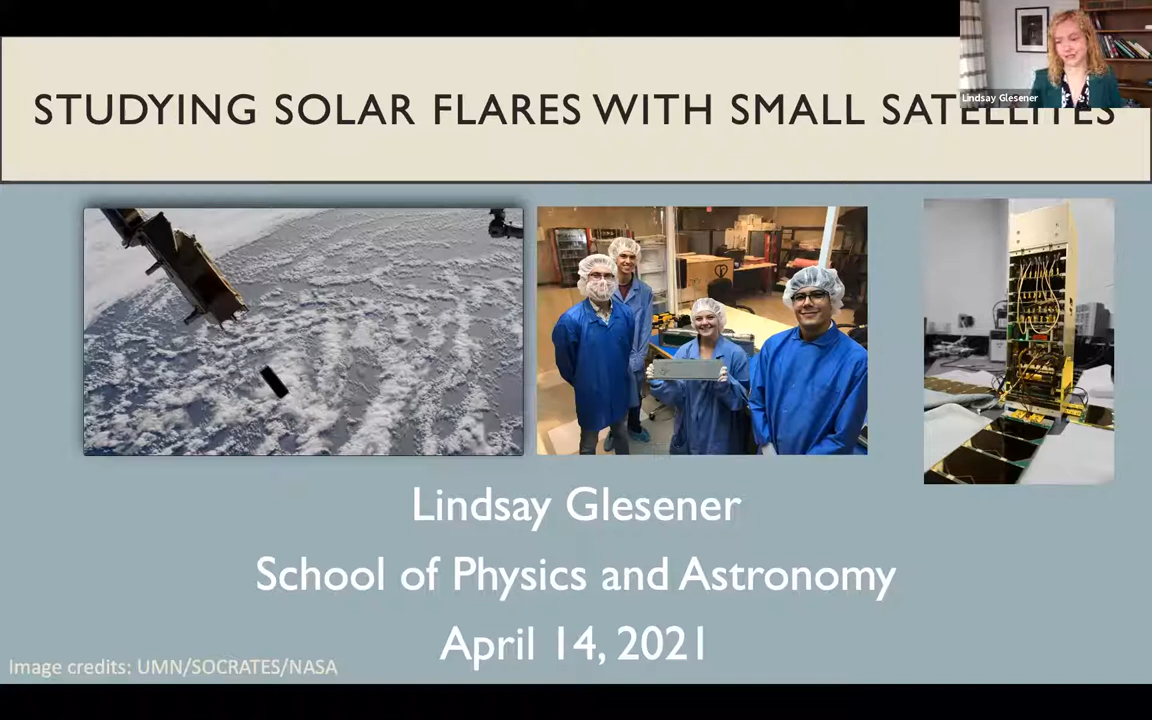 STUDYING SOLAR FLARES WITH SMALL SATELLITES
Lindsay Glesener
Lindsay Glesener
School of Physics and Astronomy
April 14, 2021
Image credits: UMN/SOCRATES/NASA